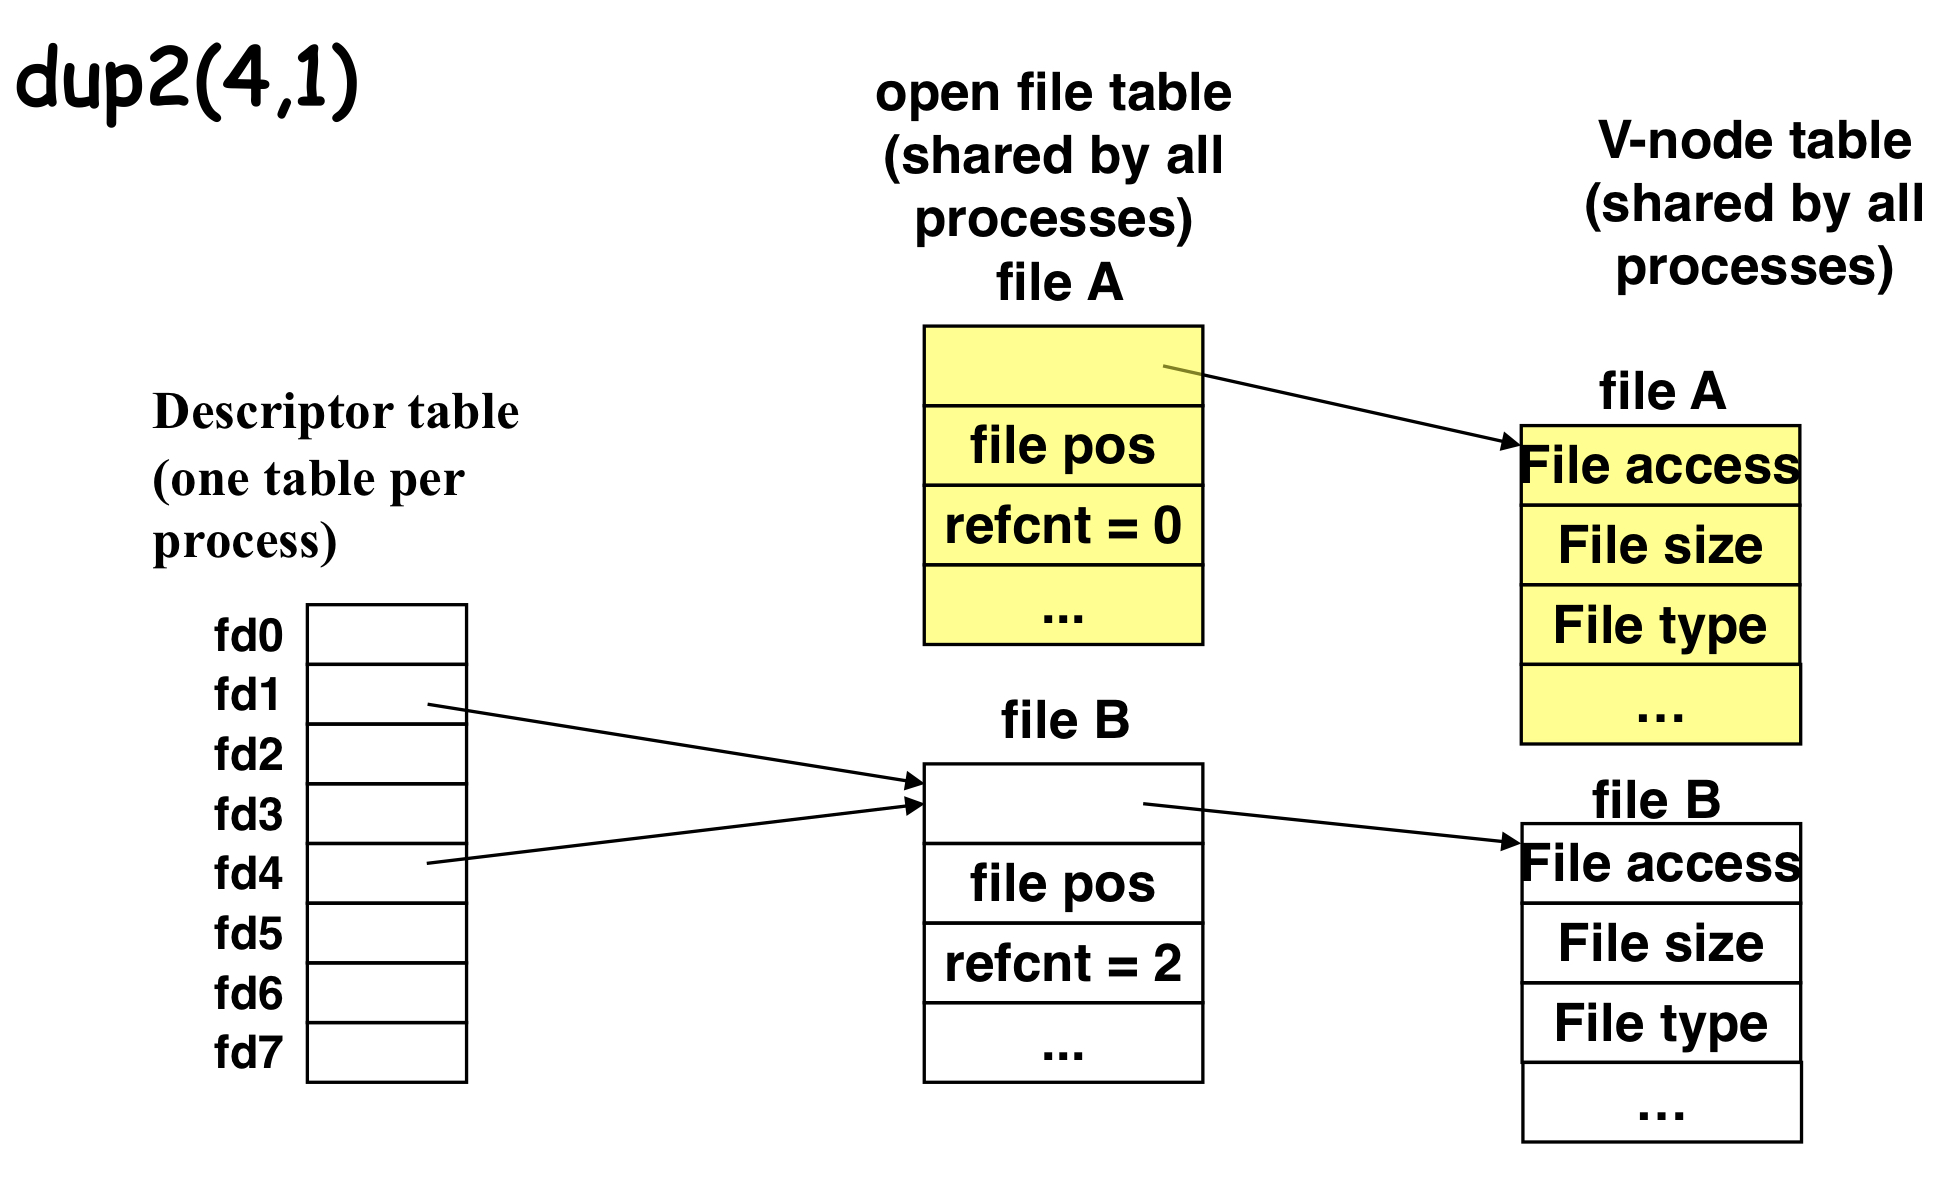 dup2(4,1)
open file table
(shared by all
processes)
V-node table
(shared by all
processes)
Descriptor table
(one table per
process)
fd0
fd1
fd2
fd3
fd4
fd5
fd6
fd7
file A
file pos
refcnt = 0
...
file B
file pos
refcnt = 2
...
file A
File access
File size
File type
...
file B
File access
File size
File type
...